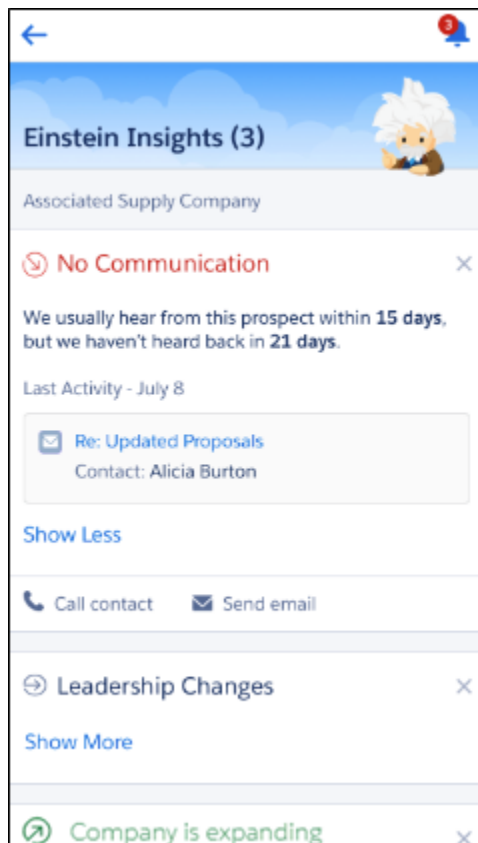 3
Einstein Insights (3)
Associated Supply Company
No Communication
We usually hear from this prospect within 15 days,
but we haven't heard back in 21 days.
Last Activity - July 8
Re: Updated Proposals
Contact: Alicia Burton
Show Less
Call contact Send email
Leadership Changes
Show More
Company is expanding